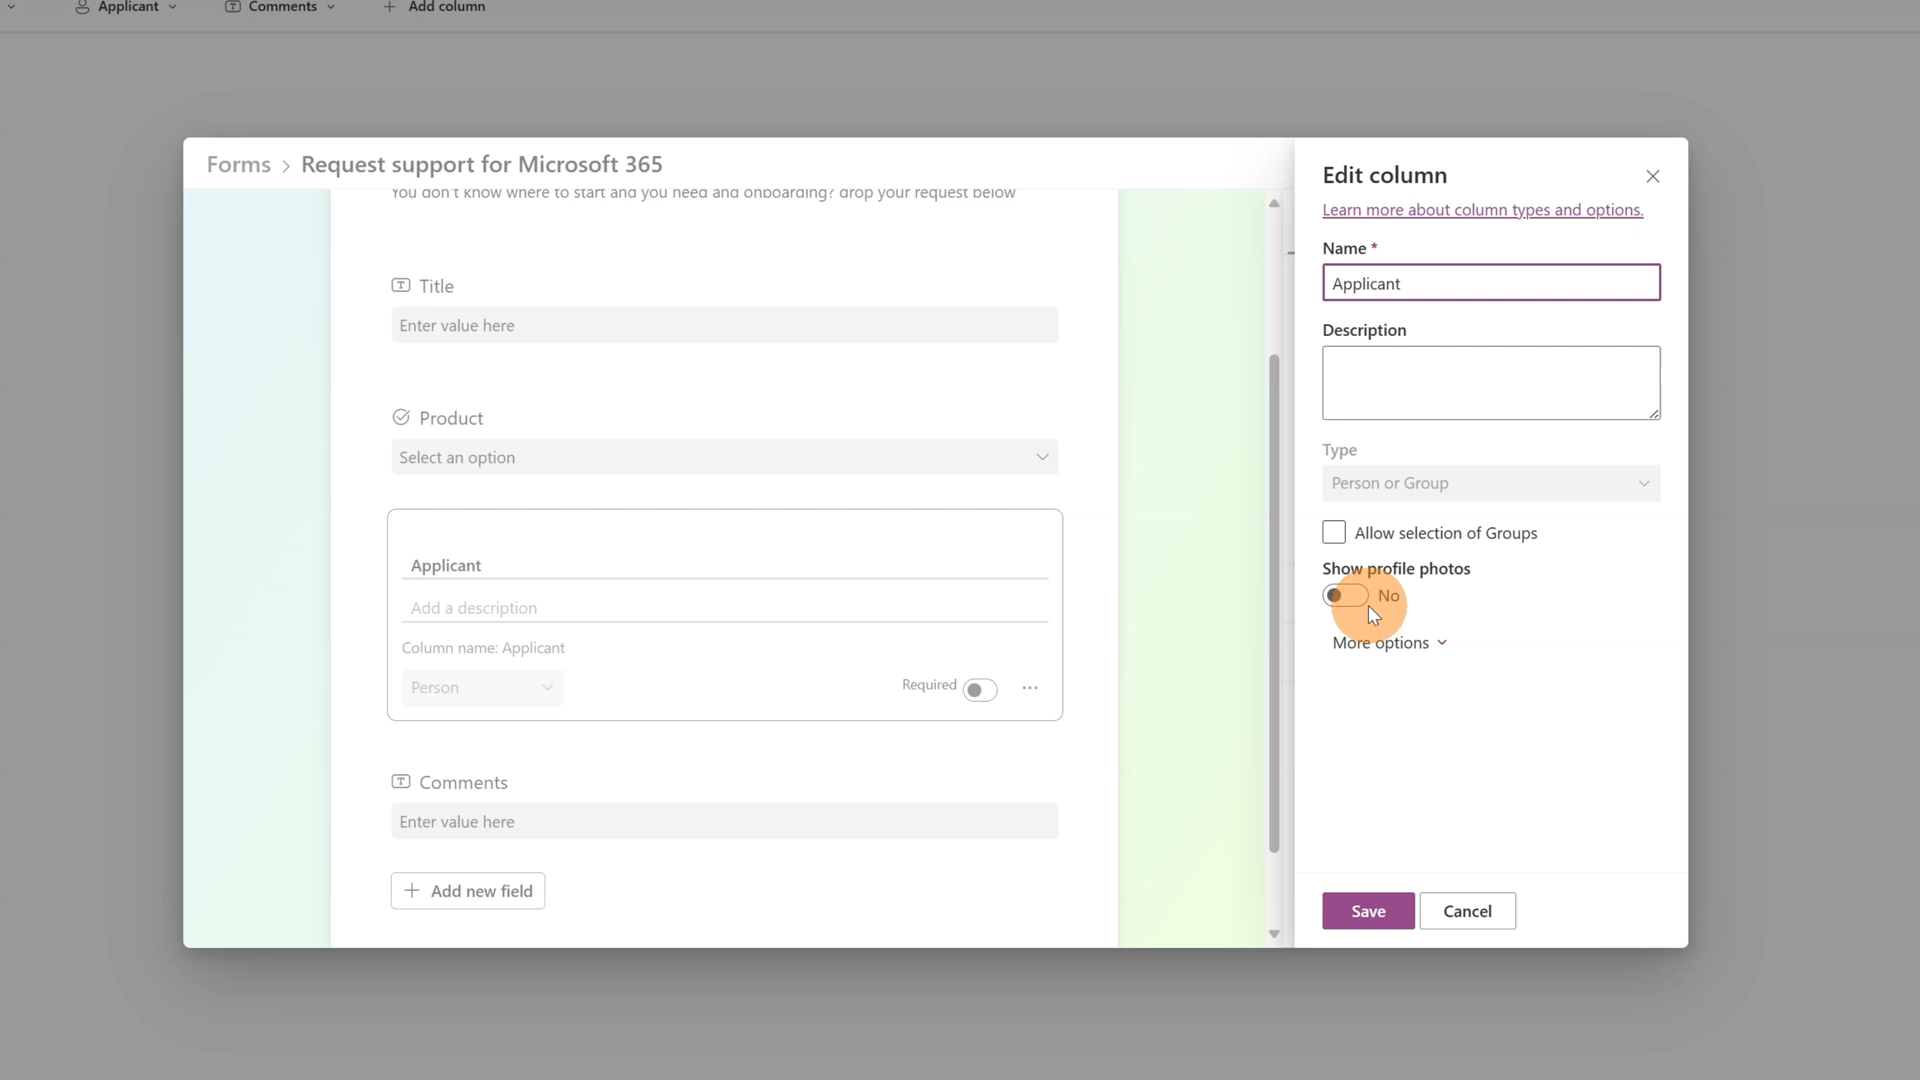 Applicant
Comments
Add column
Forms > Request support for Microsoft 365
You don't know where to start and you need and onboarding? drop your request below
Title
Enter value here
Product
Select an option
Applicant
Add a description
Column name: Applicant
Person
Required
Comments
Enter value here
Add new field
Edit column
Learn more about column types and options.
Name *
Applicant
Description
Type
Person or Group
Allow selection of Groups
Show profile photos
No
More options
Save
Cancel